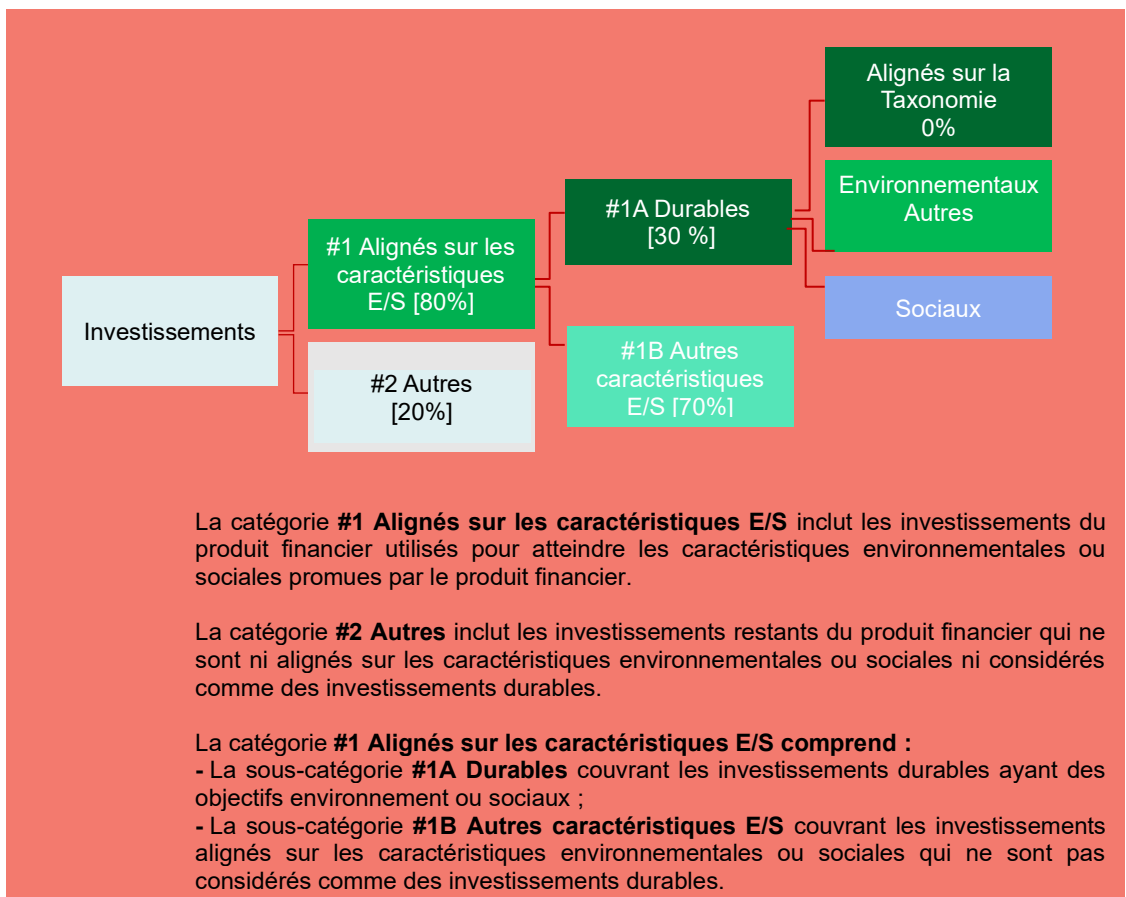 Alignés sur la
Taxonomie
0%
Environnementaux
Autres
#1A Durables
[30 %]
#1 Alignés sur les
caractéristiques
E/S [80%]
Sociaux
Investissements
#1B Autres
caractéristiques
E/S [70%]
#2 Autres
[20%]
La catégorie #1 Alignés sur les caractéristiques E/S inclut les investissements du
produit financier utilisés pour atteindre les caractéristiques environnementales ou
sociales promues par le produit financier.
La catégorie #2 Autres inclut les investissements restants du produit financier qui ne
sont ni alignés sur les caractéristiques environnementales ou sociales ni considérés
comme des investissements durables.
La catégorie #1 Alignés sur les caractéristiques E/S comprend :
- La sous-catégorie #1A Durables couvrant les investissements durables ayant des
objectifs environnement ou sociaux ;
- La sous-catégorie #1B Autres caractéristiques E/S couvrant les investissements
alignés sur les caractéristiques environnementales ou sociales qui ne sont pas
considérés comme des investissements durables.